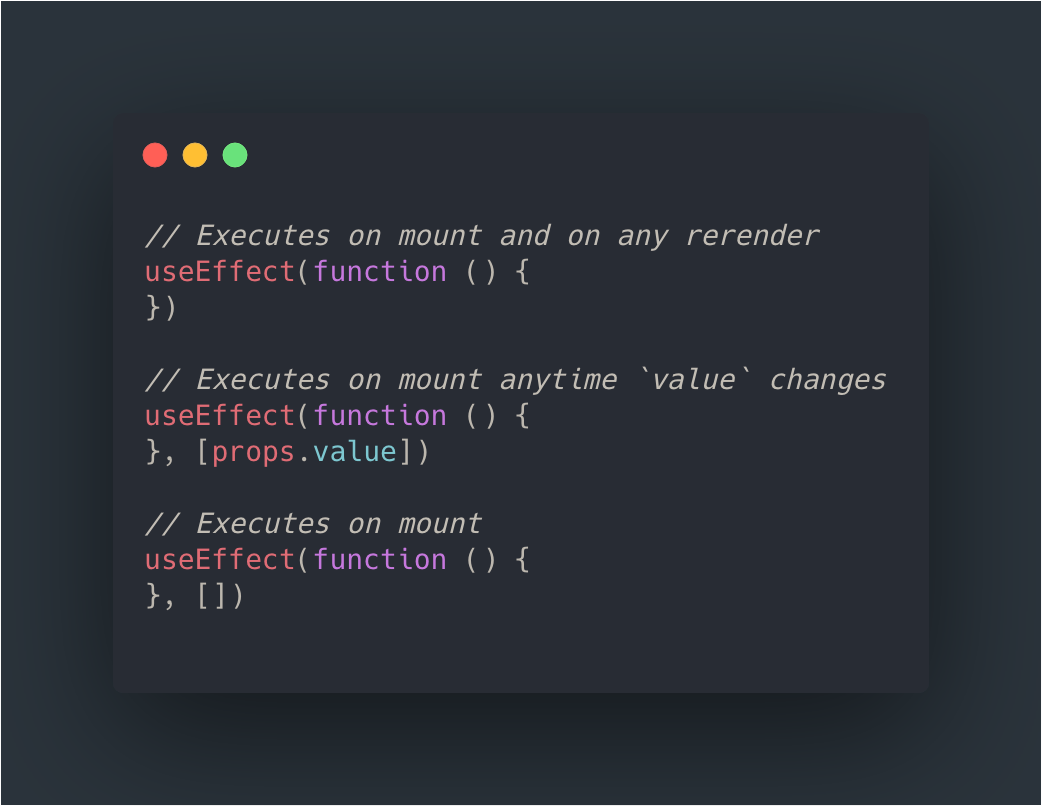 // Executes on mount and on any rerender
useEffect(function () {
})
// Executes on mount anytime `value` changes
useEffect(function () {
}, [props.value])
// Executes on mount
useEffect(function () {
}, [])